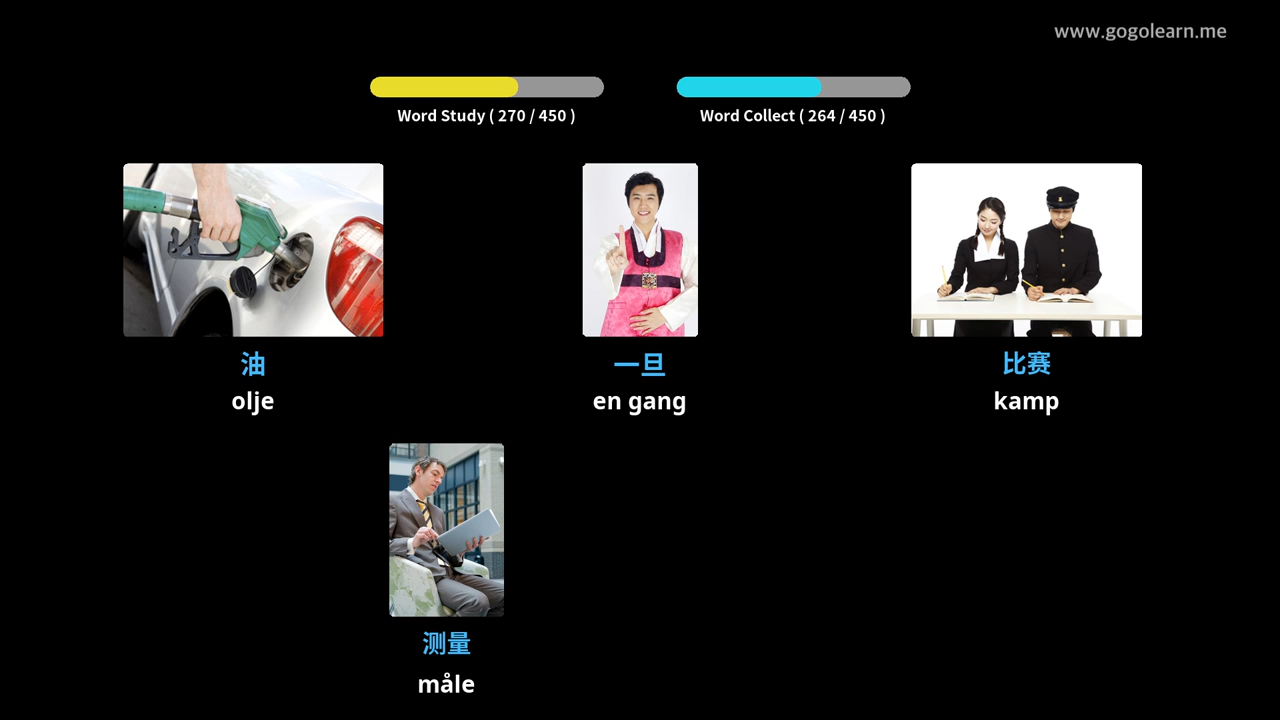 www.gogolearn.me
Word Study ( 270 / 450 )
Word Collect ( 264 / 450 )
油
olje
一旦
en gang
比赛
kamp
测量
måle